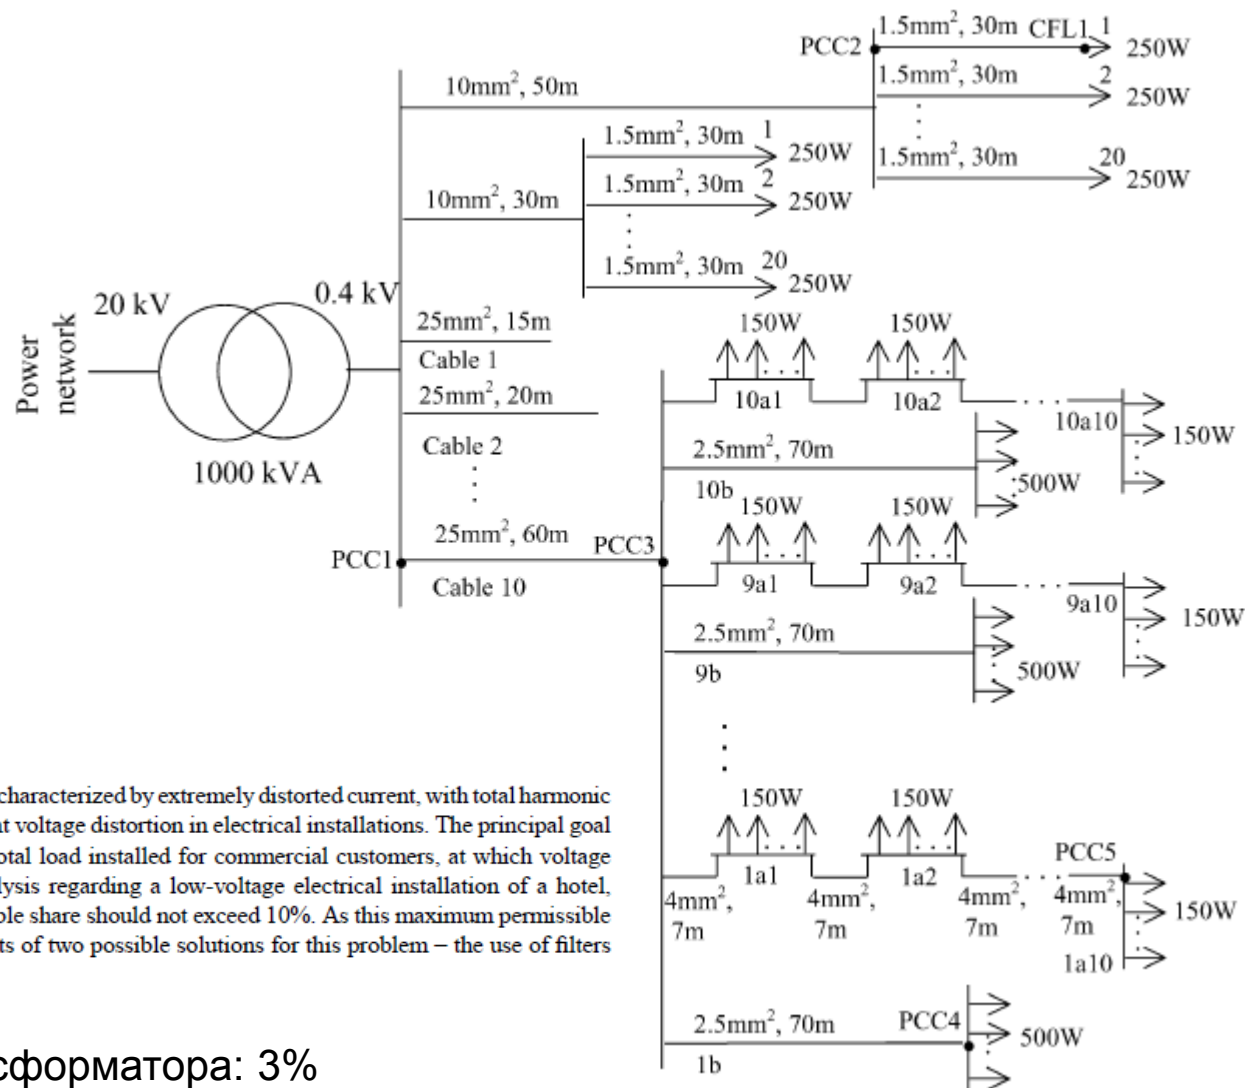 1.5mm², 30m CFL1 1
PCC2 250W
1.5mm², 30m 2
250W
10mm², 50m
1.5mm², 30m 20
250W
1.5mm², 30m 1
250W
1.5mm², 30m 2
250W
10mm², 30m
1.5mm², 30m 20
250W
Power network
20 kV
0.4 kV
1000 kVA
25mm², 15m
Cable 1
25mm², 20m
Cable 2
25mm², 60m
Cable 10
PCC1
PCC3
150W 150W
10a1 10a2 10a10
150W
2.5mm², 70m
10b
500W
150W 150W
9a1 9a2 9a10
150W
2.5mm², 70m
9b
500W
150W 150W
1a1 1a2
PCC5
4mm², 7m
4mm², 7m
4mm², 7m
4mm², 7m
150W
1a10
2.5mm², 70m
PCC4
1b
500W
characterized by extremely distorted current, with total harmonic
t voltage distortion in electrical installations. The principal goal
otal load installed for commercial customers, at which voltage
lysis regarding a low-voltage electrical installation of a hotel,
ble share should not exceed 10%. As this maximum permissible
ts of two possible solutions for this problem – the use of filters
сформатора: 3%